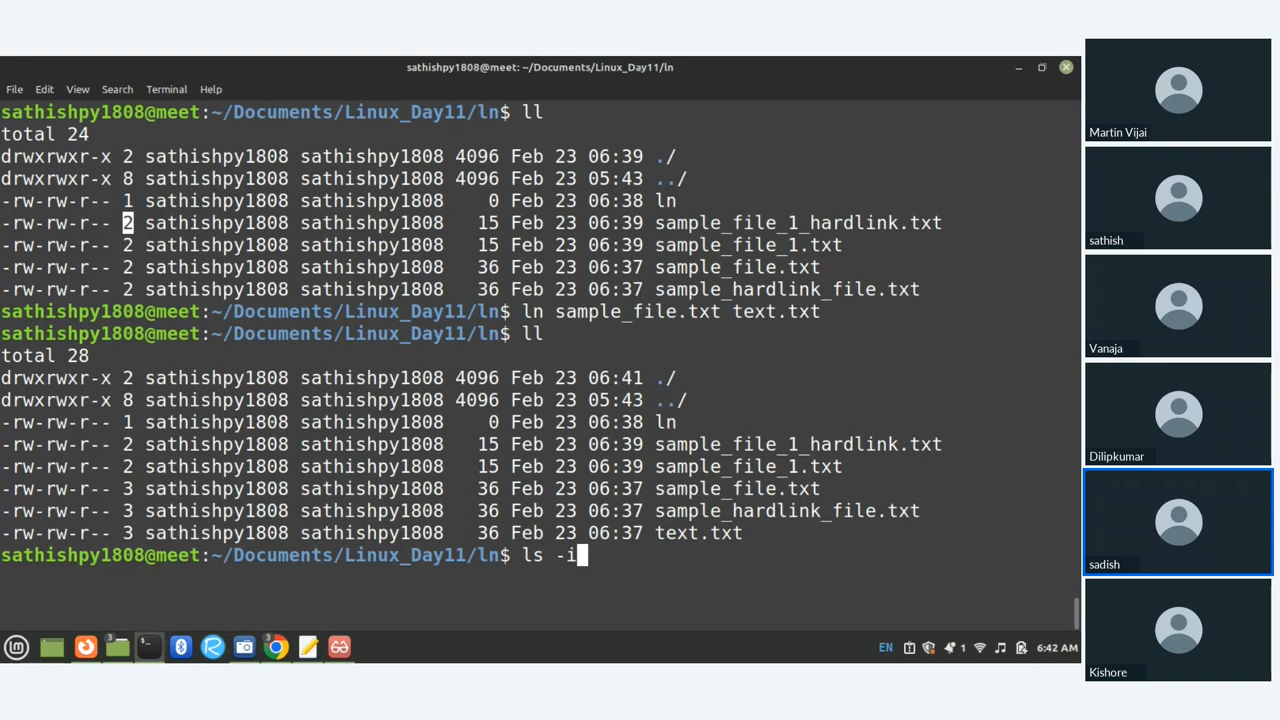 sathishpy1808@meet: ~/Documents/Linux_Day11/ln
File Edit View Search Terminal Help
sathishpy1808@meet:~/Documents/Linux_Day11/ln$ ll
total 24
drwxrwxr-x 2 sathishpy1808 sathishpy1808 4096 Feb 23 06:39 ./
drwxrwxr-x 8 sathishpy1808 sathishpy1808 4096 Feb 23 05:43 ../
-rw-rw-r-- 1 sathishpy1808 sathishpy1808 0 Feb 23 06:38 ln
-rw-rw-r-- 2 sathishpy1808 sathishpy1808 15 Feb 23 06:39 sample_file_1_hardlink.txt
-rw-rw-r-- 2 sathishpy1808 sathishpy1808 15 Feb 23 06:39 sample_file_1.txt
-rw-rw-r-- 2 sathishpy1808 sathishpy1808 36 Feb 23 06:37 sample_file.txt
-rw-rw-r-- 2 sathishpy1808 sathishpy1808 36 Feb 23 06:37 sample_hardlink_file.txt
sathishpy1808@meet:~/Documents/Linux_Day11/ln$ ln sample_file.txt text.txt
sathishpy1808@meet:~/Documents/Linux_Day11/ln$ ll
total 28
drwxrwxr-x 2 sathishpy1808 sathishpy1808 4096 Feb 23 06:41 ./
drwxrwxr-x 8 sathishpy1808 sathishpy1808 4096 Feb 23 05:43 ../
-rw-rw-r-- 1 sathishpy1808 sathishpy1808 0 Feb 23 06:38 ln
-rw-rw-r-- 2 sathishpy1808 sathishpy1808 15 Feb 23 06:39 sample_file_1_hardlink.txt
-rw-rw-r-- 2 sathishpy1808 sathishpy1808 15 Feb 23 06:39 sample_file_1.txt
-rw-rw-r-- 3 sathishpy1808 sathishpy1808 36 Feb 23 06:37 sample_file.txt
-rw-rw-r-- 3 sathishpy1808 sathishpy1808 36 Feb 23 06:37 sample_hardlink_file.txt
-rw-rw-r-- 3 sathishpy1808 sathishpy1808 36 Feb 23 06:37 text.txt
sathishpy1808@meet:~/Documents/Linux_Day11/ln$ ls -i
3 3 EN 1 6:42 AM
Martin Vijai
sathish
Vanaja
Dilipkumar
sadish
Kishore